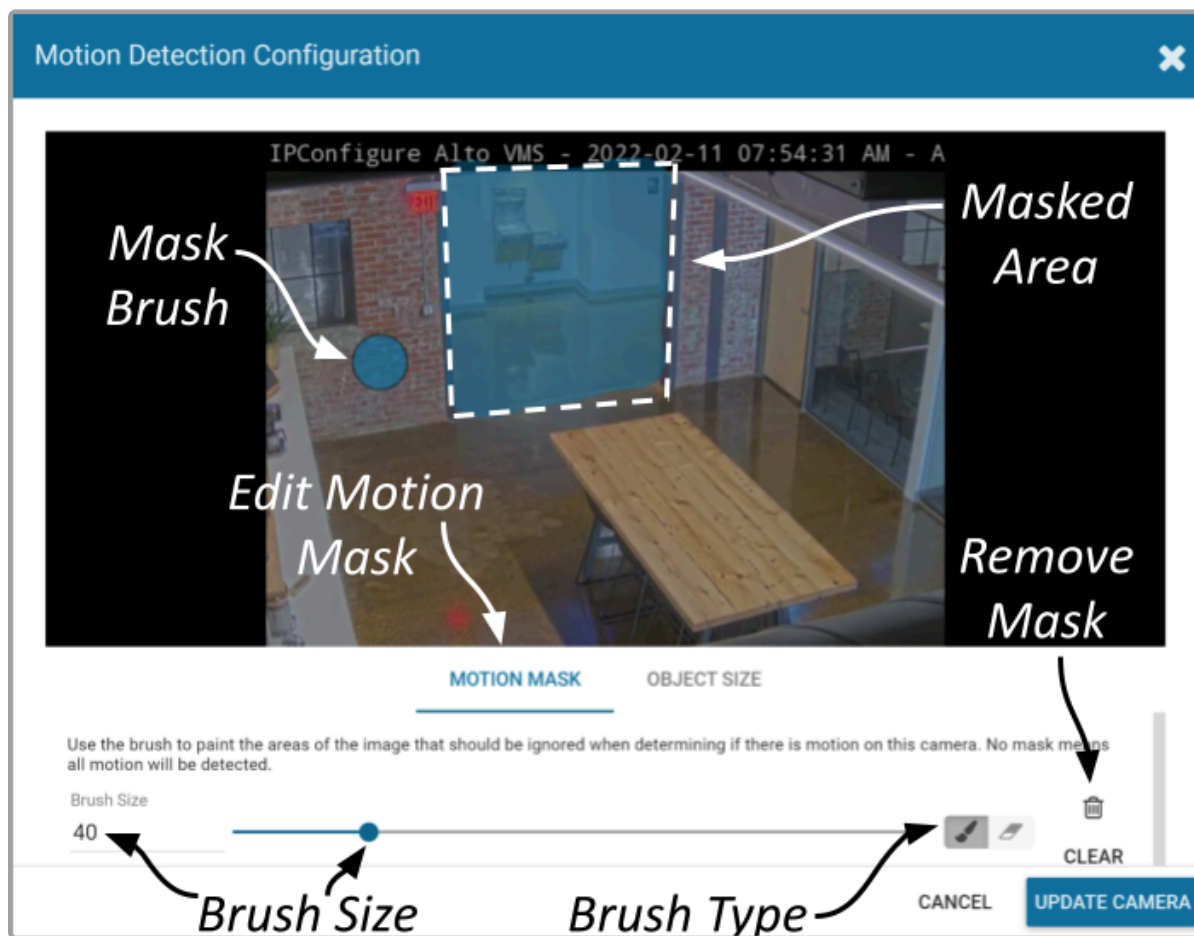 Motion Detection Configuration
IPConfigure Alto VMS - 2022-02-11 07:54:31 AM - A
Mask
Brush
Masked
Area
Edit Motion
Mask
Remove
Mask
MOTION MASK
OBJECT SIZE
Use the brush to paint the areas of the image that should be ignored when determining if there is motion on this camera. No mask means
all motion will be detected.
Brush Size
40
CLEAR
Brush Size
Brush Type
CANCEL
UPDATE CAMERA